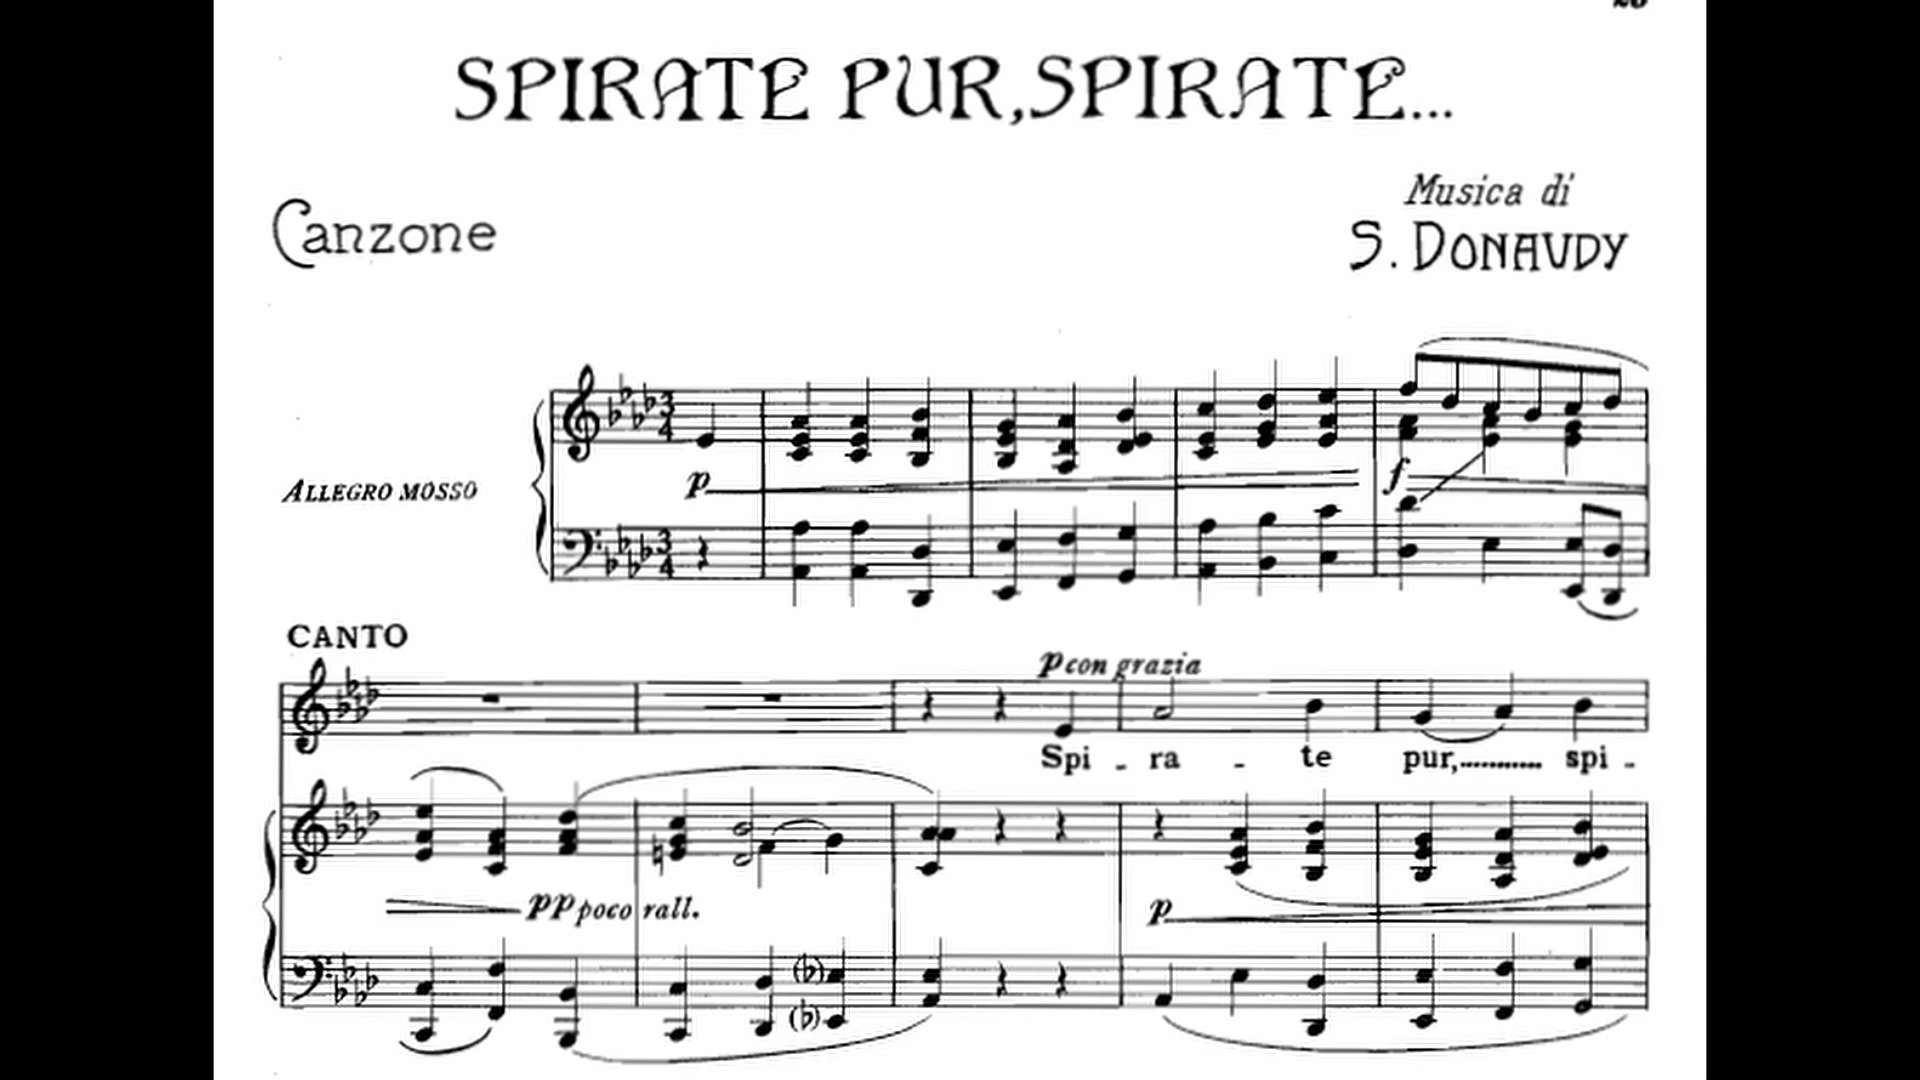 SPIRATE PUR, SPIRATE...
Canzone
Musica di
S. DONAUDY
ALLEGRO MOSSO
p
f
CANTO
p con grazia
Spi - ra - te pur,.......... spi -
pp poco rall.
p